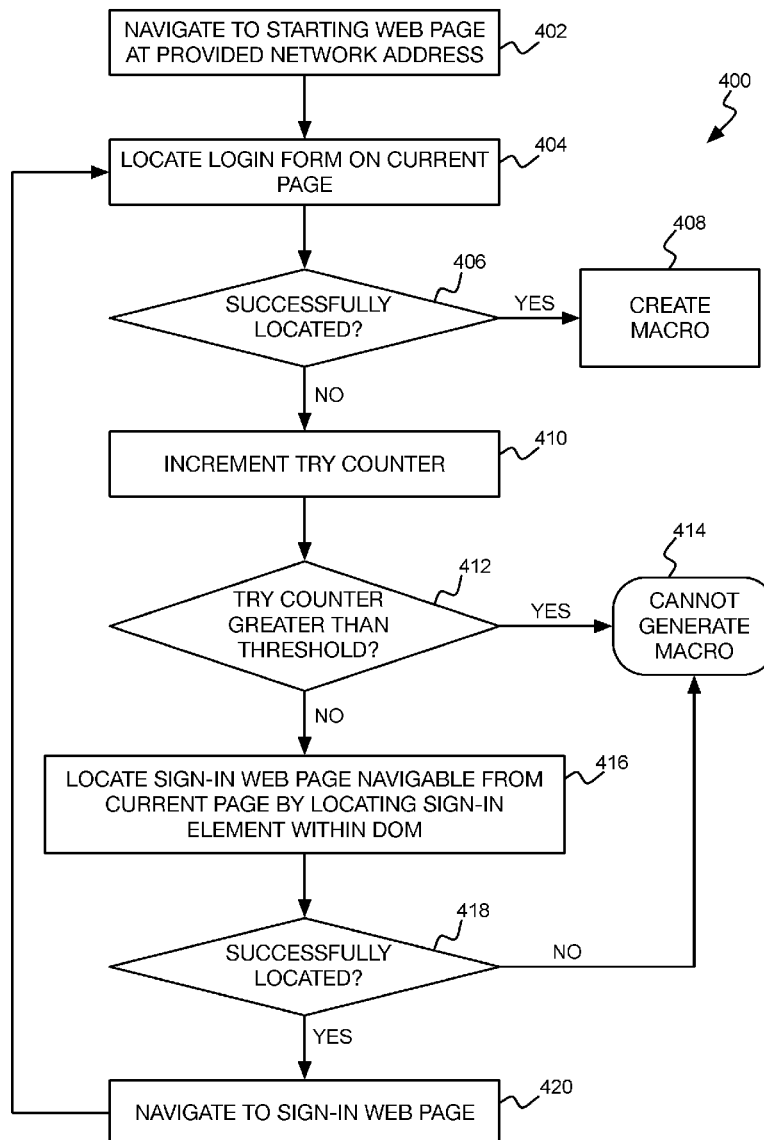 NAVIGATE TO STARTING WEB PAGE
AT PROVIDED NETWORK ADDRESS
402
400
LOCATE LOGIN FORM ON CURRENT
PAGE
404
406
SUCCESSFULLY
LOCATED?
YES
408
CREATE
MACRO
NO
410
INCREMENT TRY COUNTER
412
TRY COUNTER
GREATER THAN
THRESHOLD?
YES
414
CANNOT
GENERATE
MACRO
NO
LOCATE SIGN-IN WEB PAGE NAVIGABLE FROM
CURRENT PAGE BY LOCATING SIGN-IN
ELEMENT WITHIN DOM
416
418
SUCCESSFULLY
LOCATED?
NO
YES
NAVIGATE TO SIGN-IN WEB PAGE
420